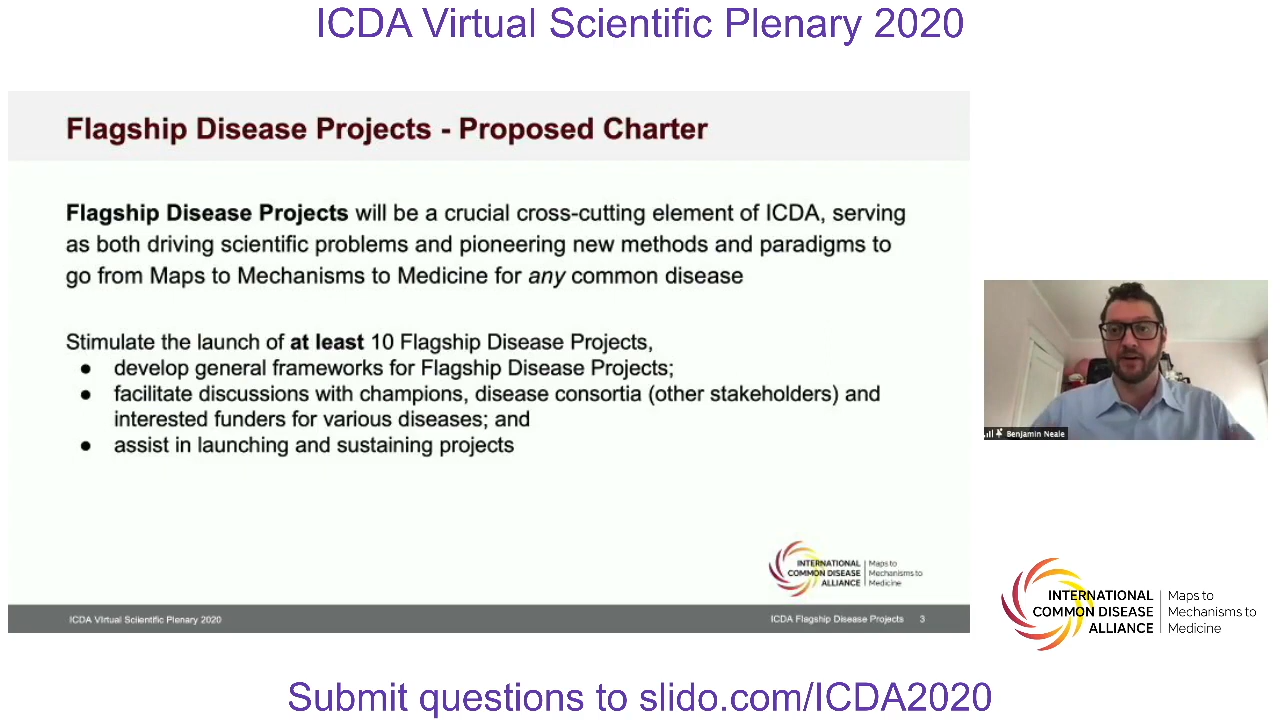 ICDA Virtual Scientific Plenary 2020
Flagship Disease Projects - Proposed Charter
Flagship Disease Projects will be a crucial cross-cutting element of ICDA, serving
as both driving scientific problems and pioneering new methods and paradigms to
go from Maps to Mechanisms to Medicine for any common disease
Stimulate the launch of at least 10 Flagship Disease Projects,
● develop general frameworks for Flagship Disease Projects;
● facilitate discussions with champions, disease consortia (other stakeholders) and
interested funders for various diseases; and
● assist in launching and sustaining projects
INTERNATIONAL
COMMON DISEASE
ALLIANCE
Maps to
Mechanisms to
Medicine
ICDA Virtual Scientific Plenary 2020
ICDA Flagship Disease Projects 3
Benjamin Neale
INTERNATIONAL
COMMON DISEASE
ALLIANCE
Maps to
Mechanisms to
Medicine
Submit questions to slido.com/ICDA2020